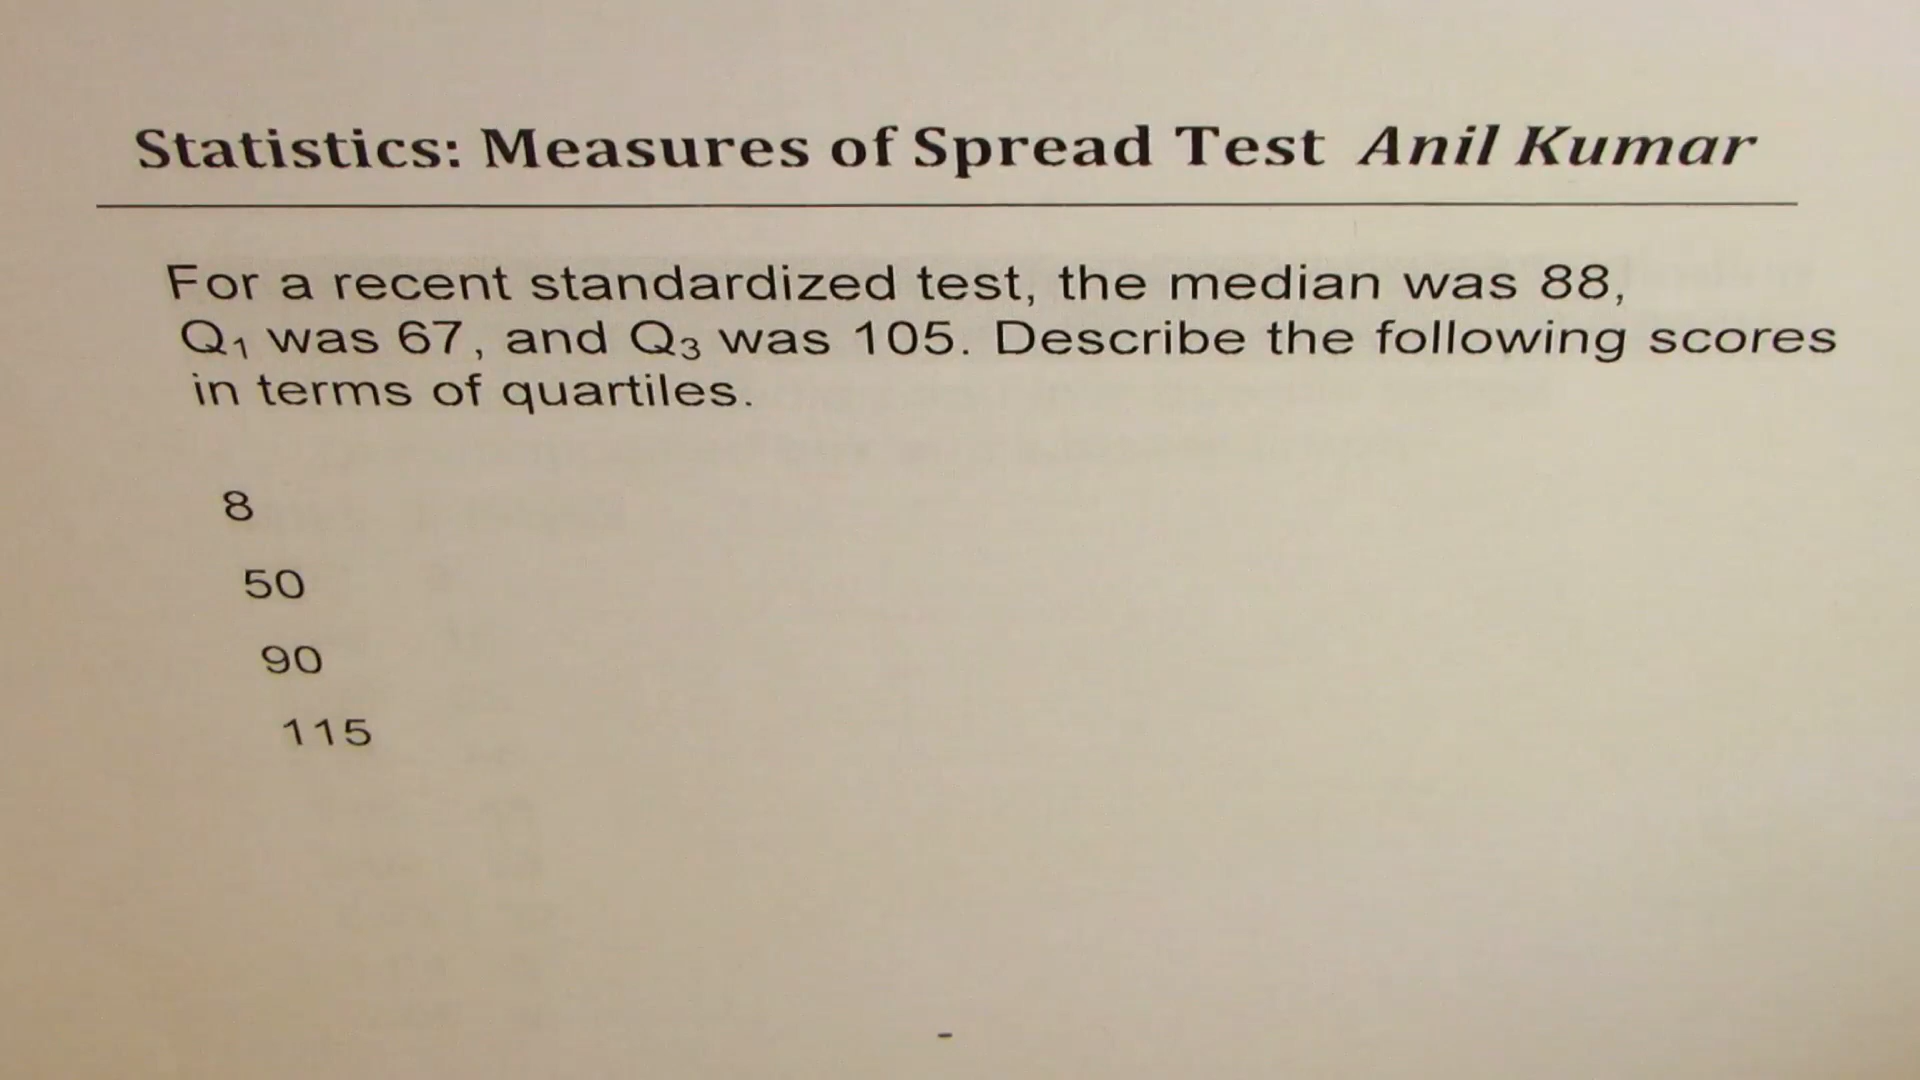 Statistics: Measures of Spread Test Anil Kumar
For a recent standardized test, the median was 88,
Q₁ was 67, and Q₃ was 105. Describe the following scores
in terms of quartiles.
8
50
90
115
-